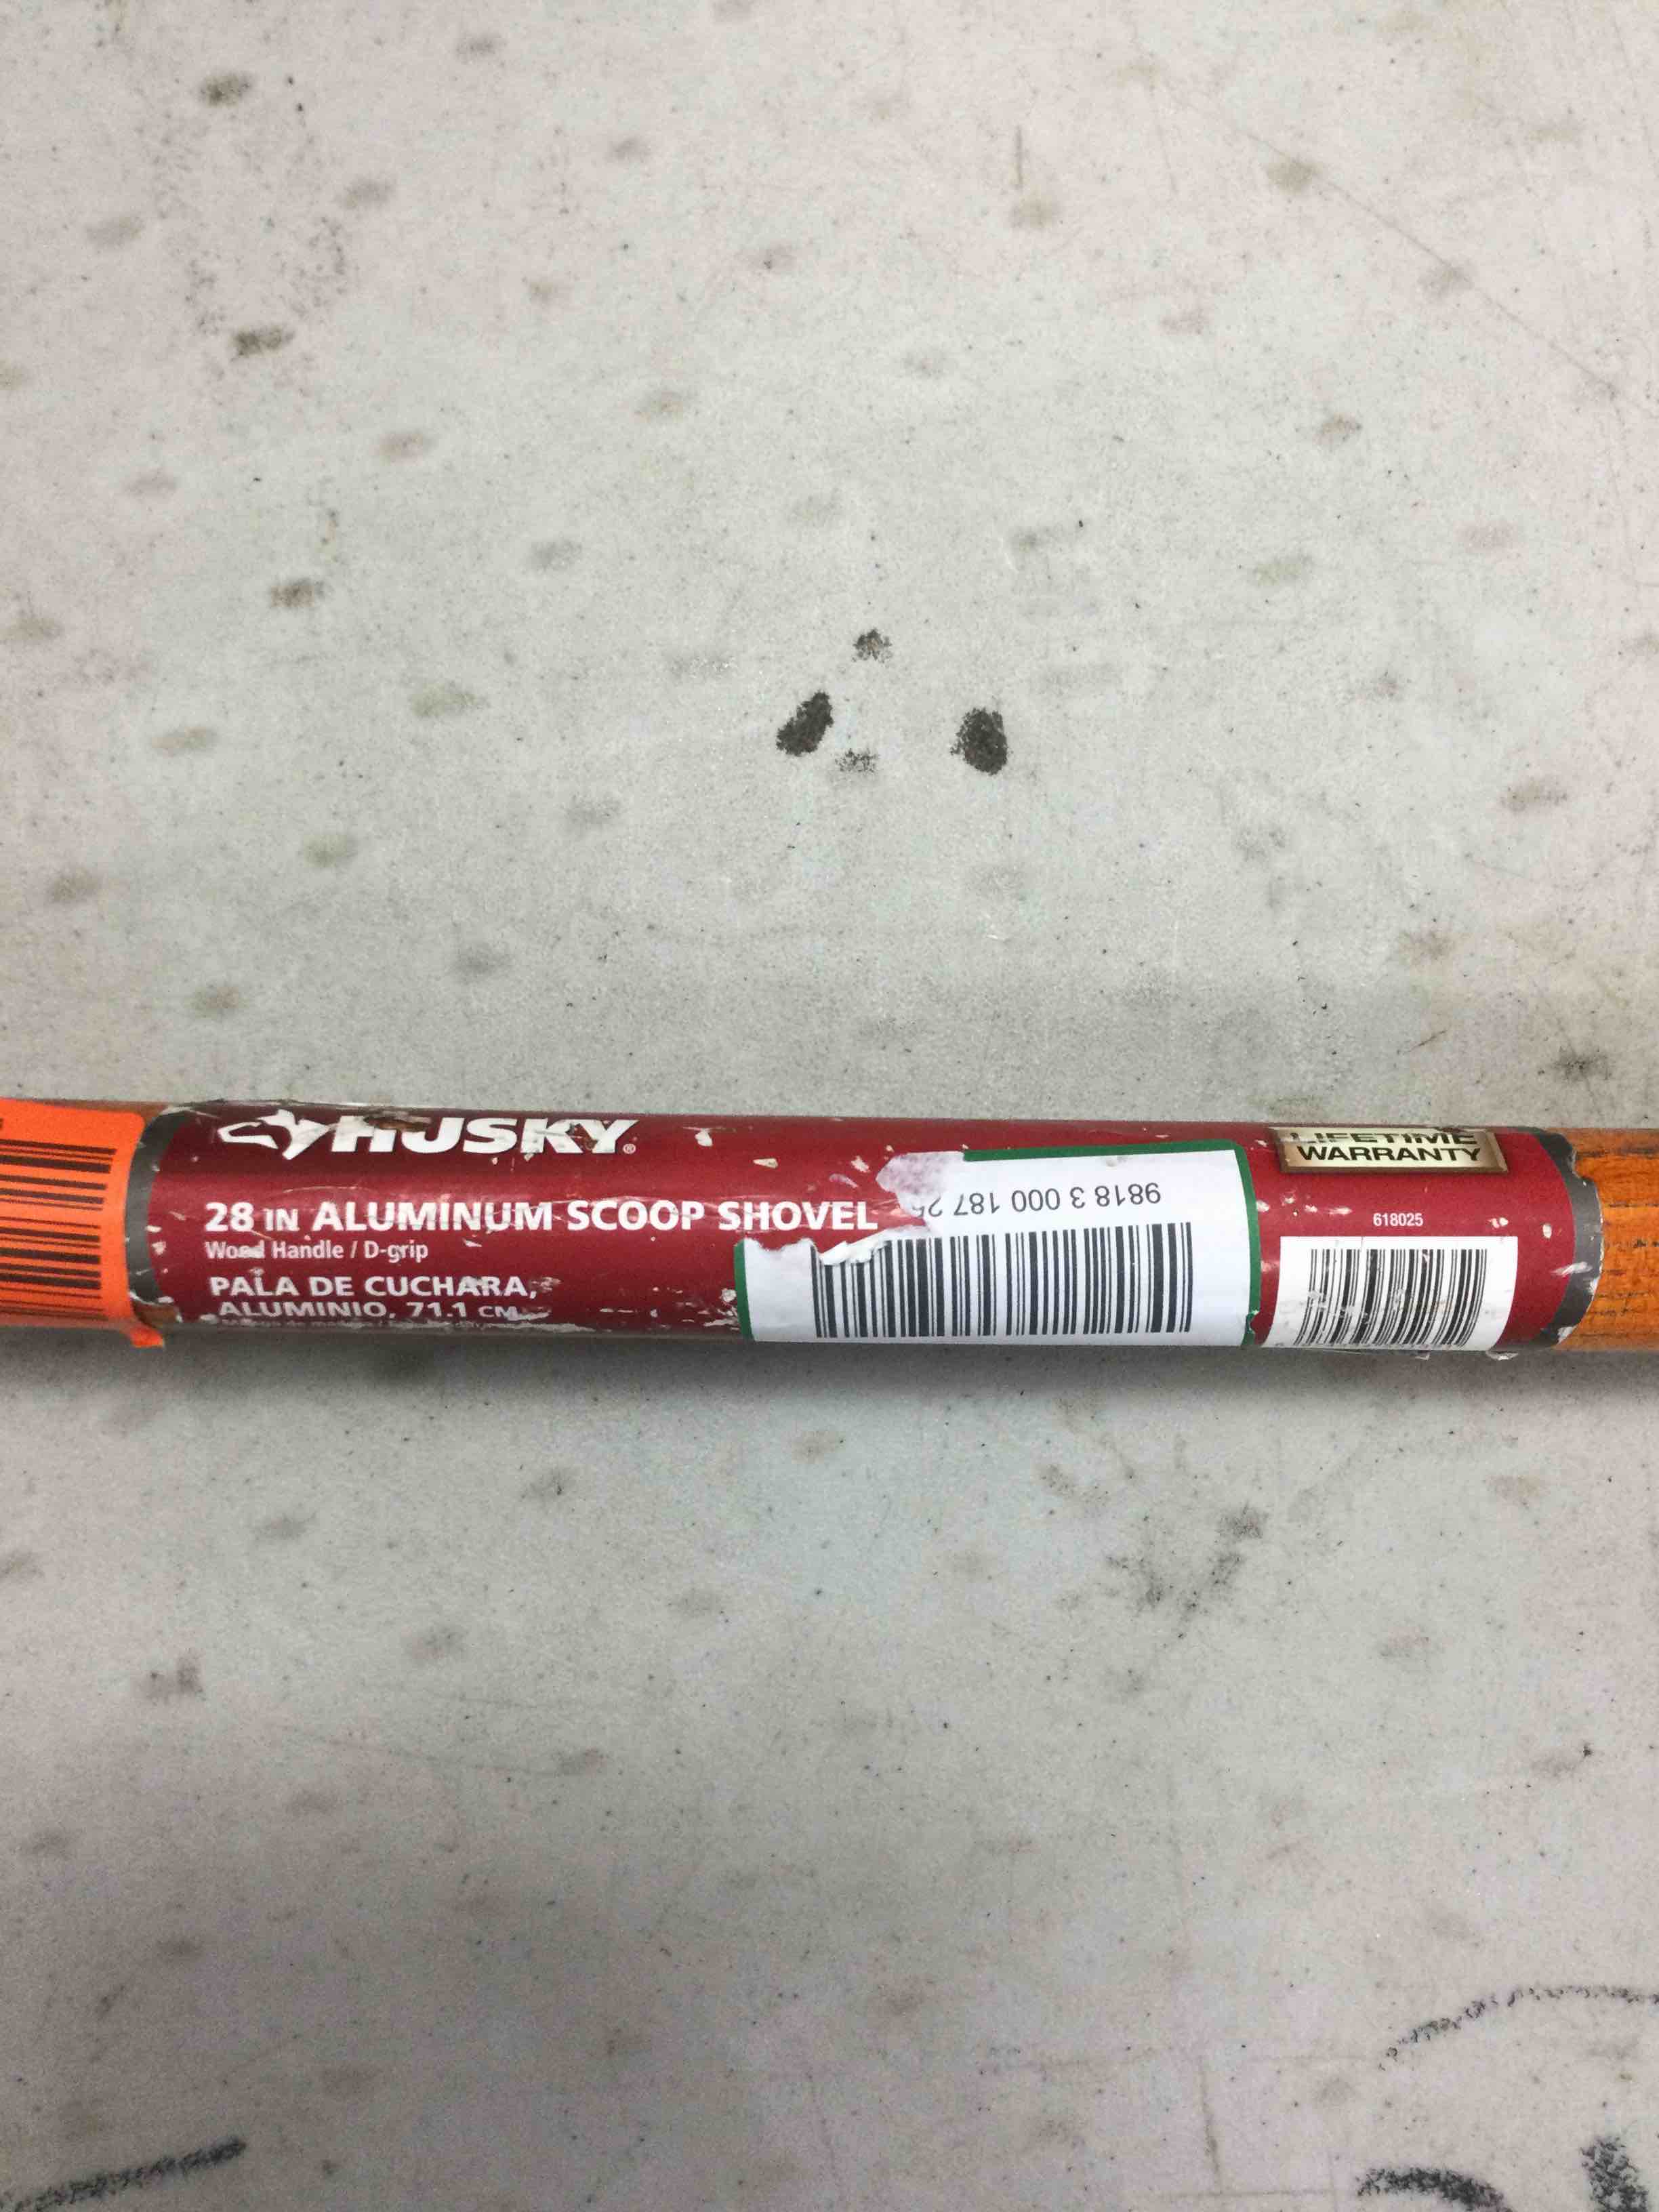 HUSKY®
28 IN ALUMINUM SCOOP SHOVEL
Wood Handle / D-grip
PALA DE CUCHARA,
ALUMINIO, 71.1 CM
9818 3 000 187 25
LIFETIME
WARRANTY
618025